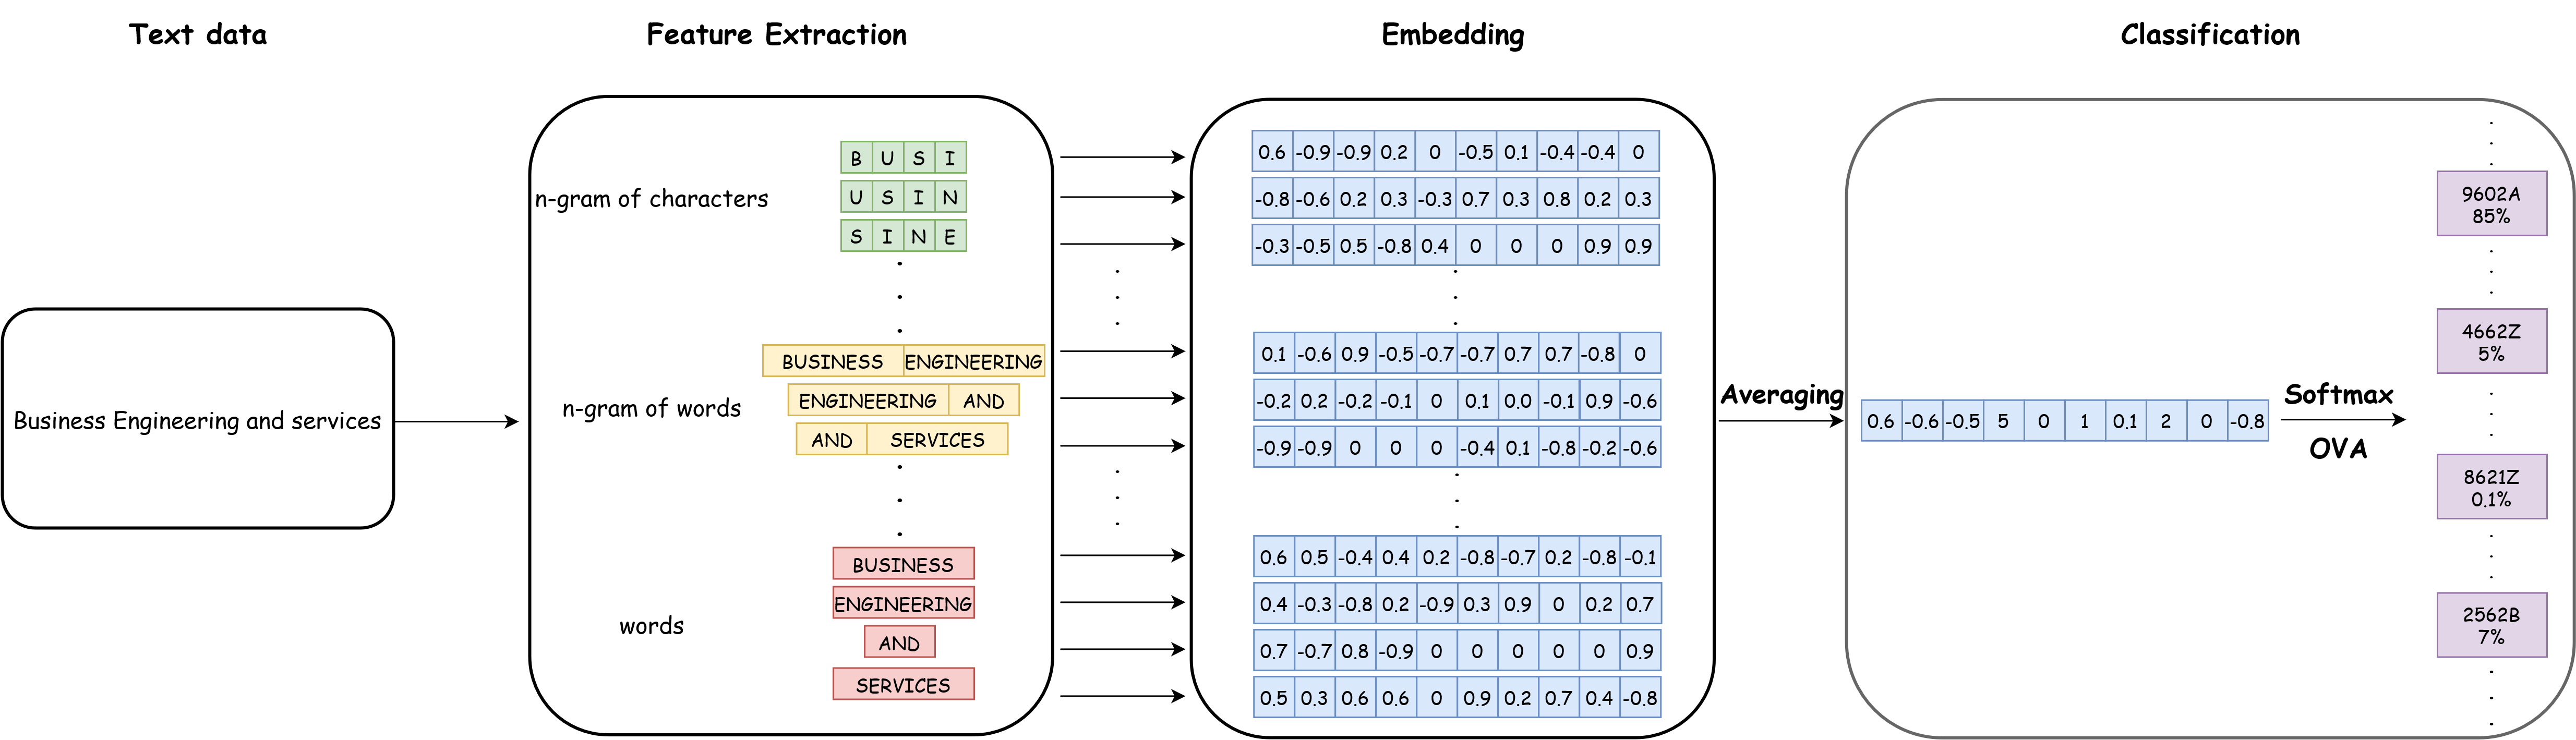 Text data
Feature Extraction
Embedding
Classification
Business Engineering and services
n-gram of characters
B U S I
U S I N
S I N E
n-gram of words
BUSINESS ENGINEERING
ENGINEERING AND
AND SERVICES
words
BUSINESS
ENGINEERING
AND
SERVICES
0.6 -0.9 -0.9 0.2 0 -0.5 0.1 -0.4 -0.4 0
-0.8 -0.6 0.2 0.3 -0.3 0.7 0.3 0.8 0.2 0.3
-0.3 -0.5 0.5 -0.8 0.4 0 0 0 0.9 0.9
0.1 -0.6 0.9 -0.5 -0.7 -0.7 0.7 0.7 -0.8 0
-0.2 0.2 -0.2 -0.1 0 0.1 0.0 -0.1 0.9 -0.6
-0.9 -0.9 0 0 0 -0.4 0.1 -0.8 -0.2 -0.6
0.6 0.5 -0.4 0.4 0.2 -0.8 -0.7 0.2 -0.8 -0.1
0.4 -0.3 -0.8 0.2 -0.9 0.3 0.9 0 0.2 0.7
0.7 -0.7 0.8 -0.9 0 0 0 0 0 0.9
0.5 0.3 0.6 0.6 0 0.9 0.2 0.7 0.4 -0.8
Averaging
0.6 -0.6 -0.5 5 0 1 0.1 2 0 -0.8
Softmax
OVA
9602A
85%
4662Z
5%
8621Z
0.1%
2562B
7%